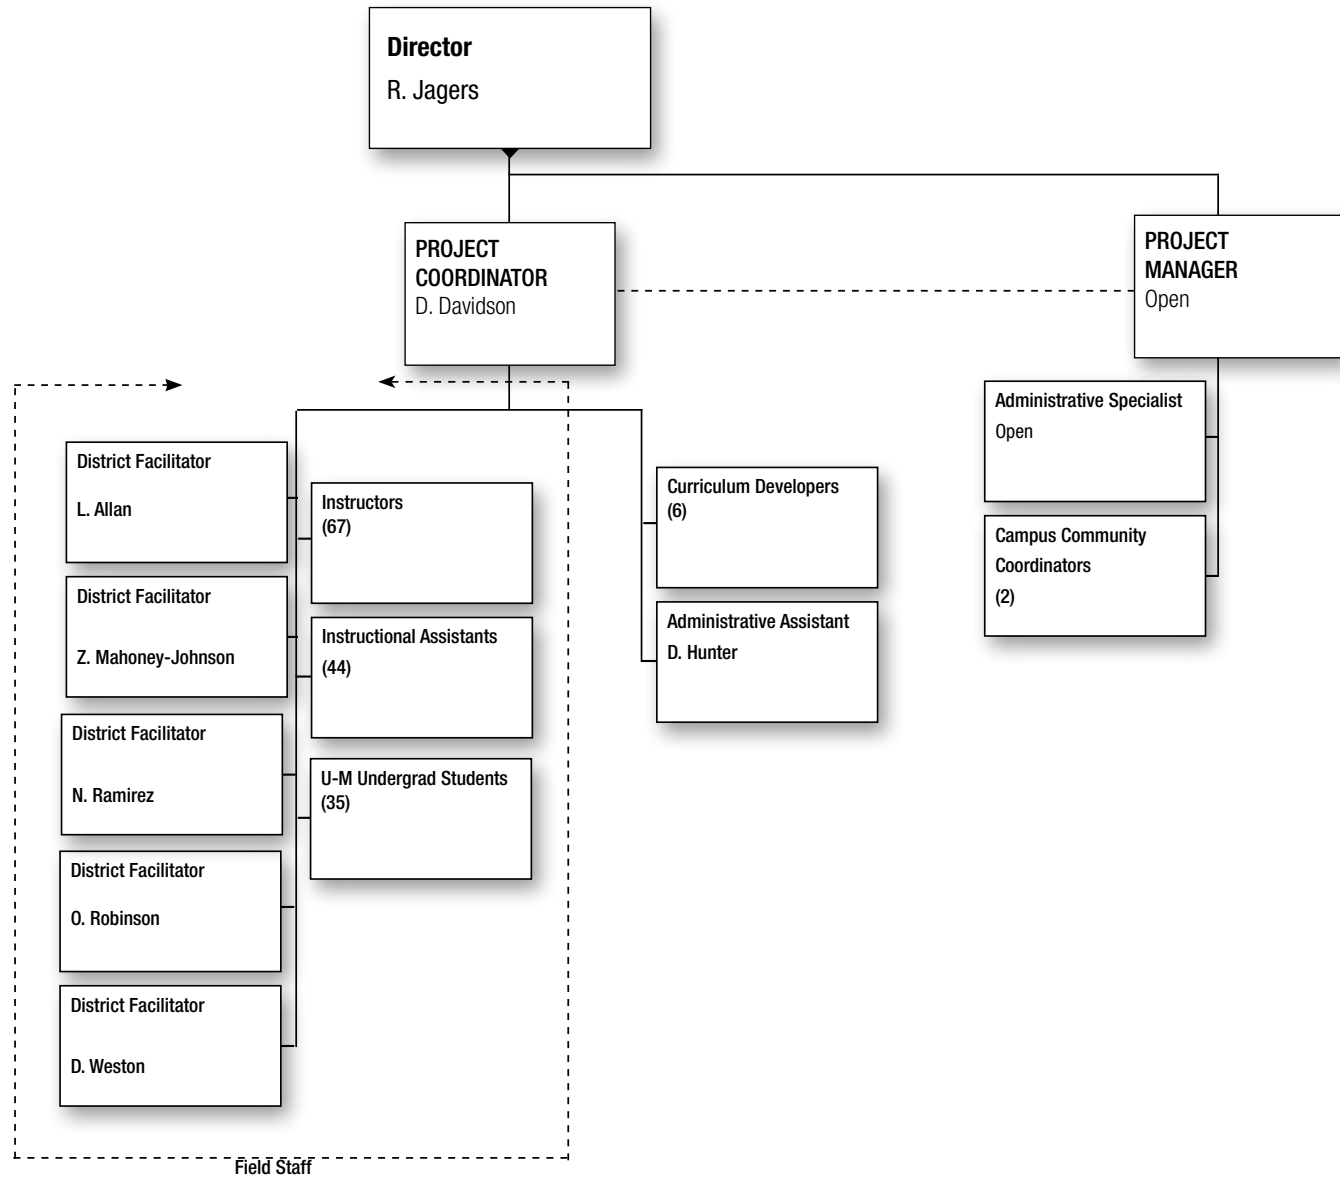 Director
R. Jagers
PROJECT
COORDINATOR
D. Davidson
PROJECT
MANAGER
Open
District Facilitator
L. Allan
District Facilitator
Z. Mahoney-Johnson
District Facilitator
N. Ramirez
District Facilitator
O. Robinson
District Facilitator
D. Weston
Instructors
(67)
Instructional Assistants
(44)
U-M Undergrad Students
(35)
Curriculum Developers
(6)
Administrative Assistant
D. Hunter
Administrative Specialist
Open
Campus Community
Coordinators
(2)
Field Staff